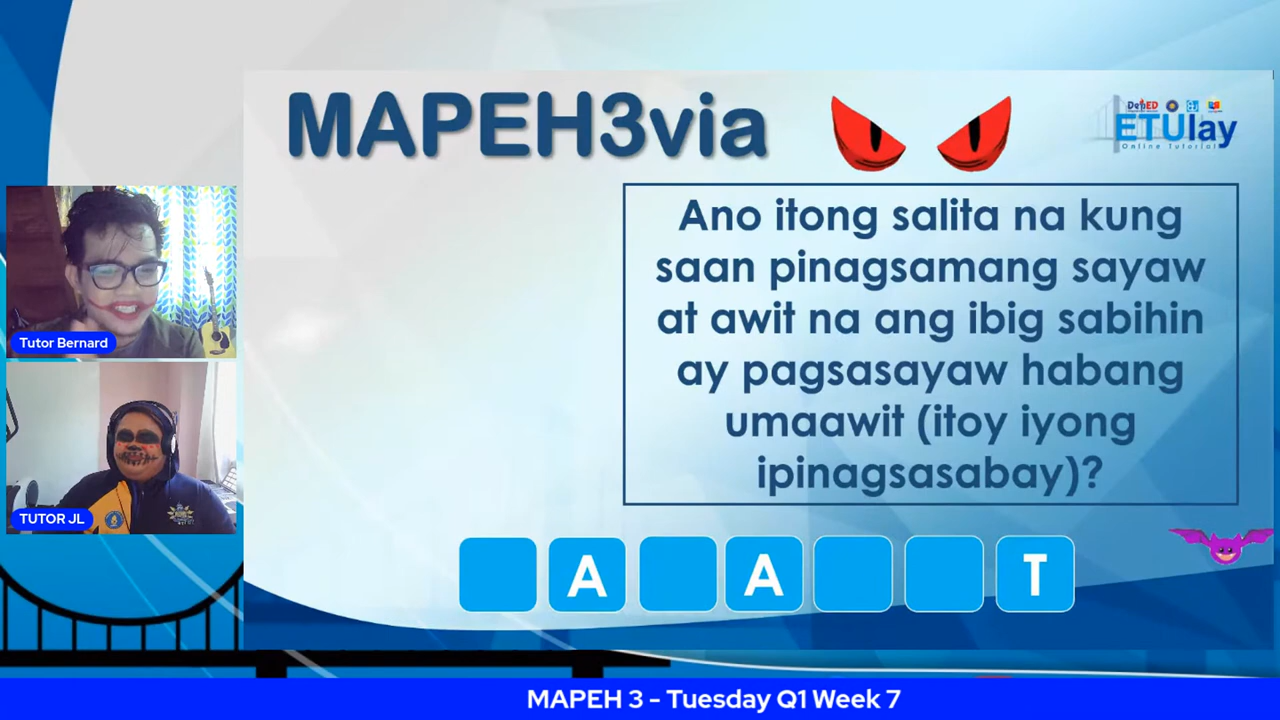 MAPEH3via
DepED
ETUlay
Online Tutorial
Ano itong salita na kung
saan pinagsamang sayaw
at awit na ang ibig sabihin
ay pagsasayaw habang
umaawit (itoy iyong
ipinagsasabay)?
Tutor Bernard
TUTOR JL
A A T
MAPEH 3 - Tuesday Q1 Week 7